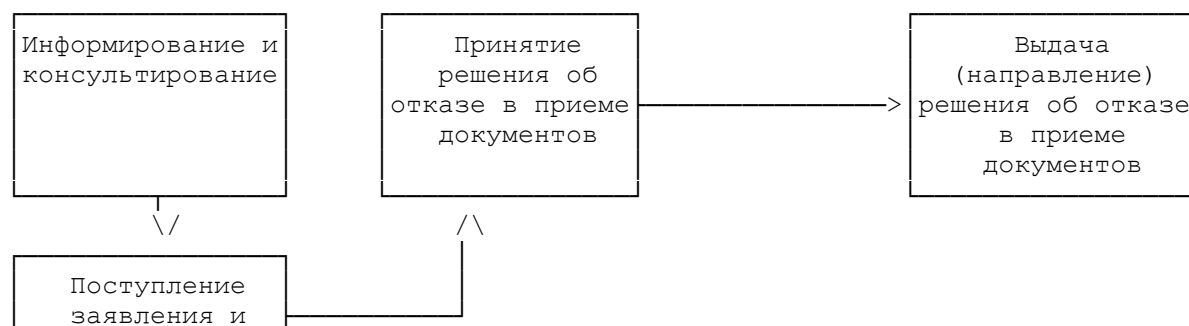 Информирование и
консультирование
Принятие
решения об
отказе в приеме
документов
Выдача
(направление)
решения об отказе
в приеме
документов
Поступление
заявления и